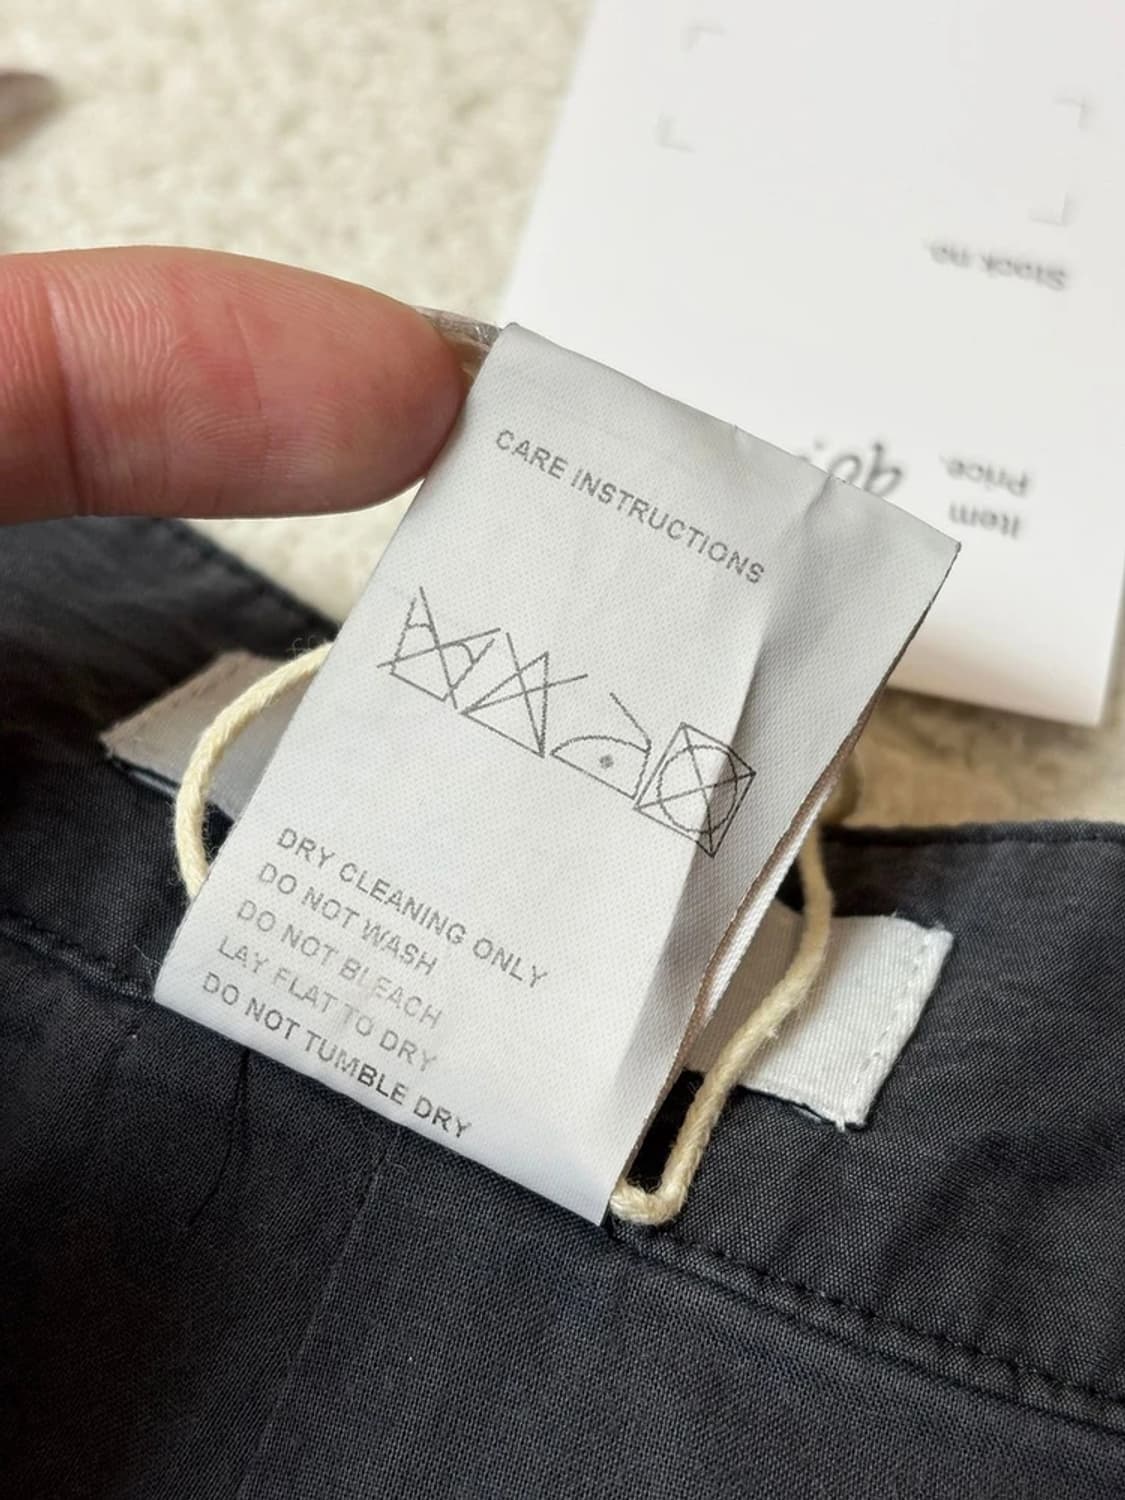 CARE INSTRUCTIONS
DRY CLEANING ONLY
DO NOT WASH
DO NOT BLEACH
LAY FLAT TO DRY
DO NOT TUMBLE DRY
Stock no.
Item
Price.